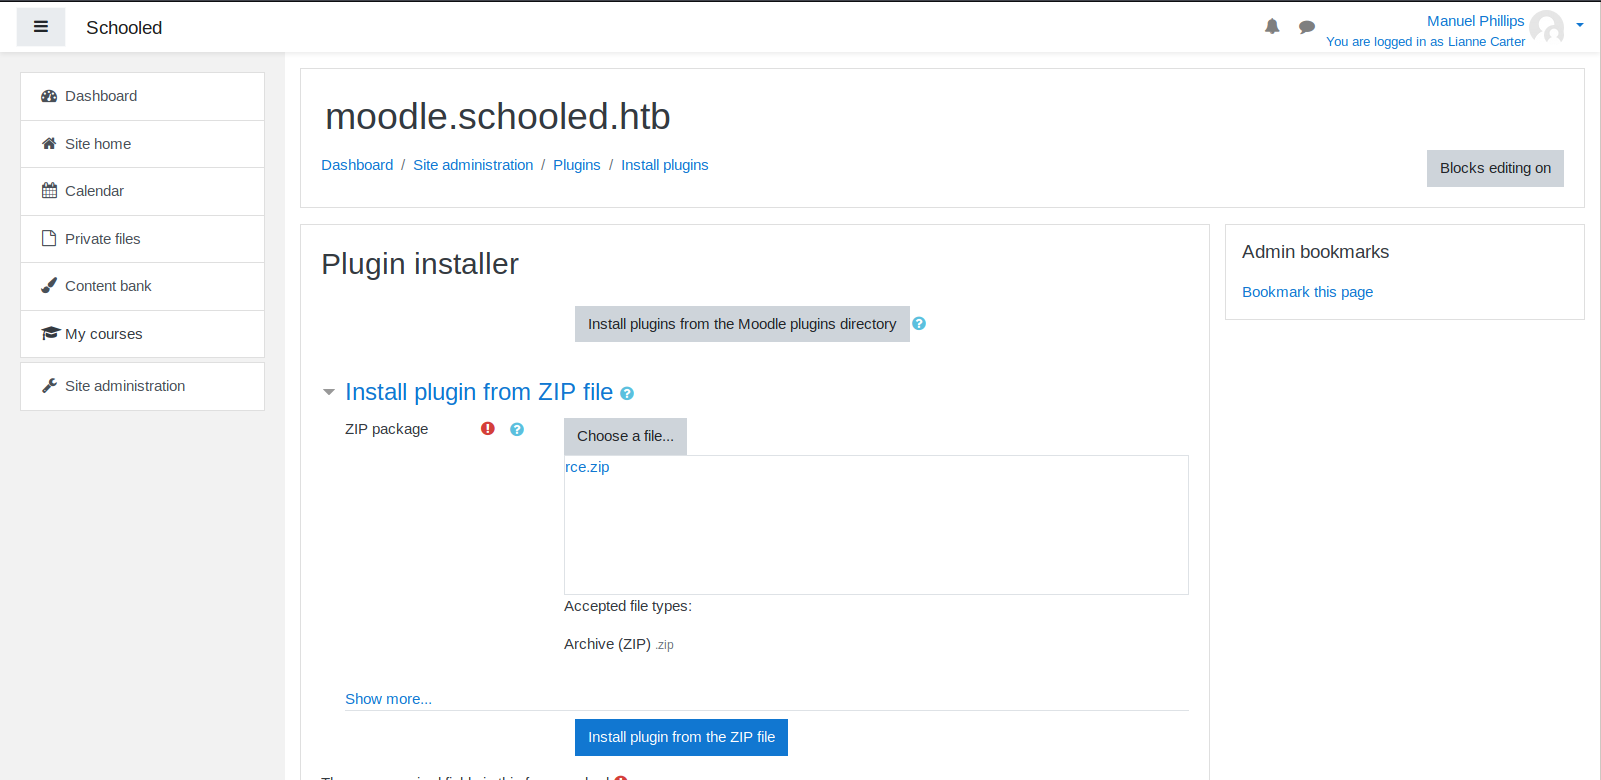 Schooled
Manuel Phillips
You are logged in as Lianne Carter
Dashboard
Site home
Calendar
Private files
Content bank
My courses
Site administration
moodle.schooled.htb
Dashboard / Site administration / Plugins / Install plugins
Blocks editing on
Plugin installer
Install plugins from the Moodle plugins directory
Install plugin from ZIP file
ZIP package
Choose a file...
rce.zip
Accepted file types:
Archive (ZIP) .zip
Show more...
Install plugin from the ZIP file
Admin bookmarks
Bookmark this page